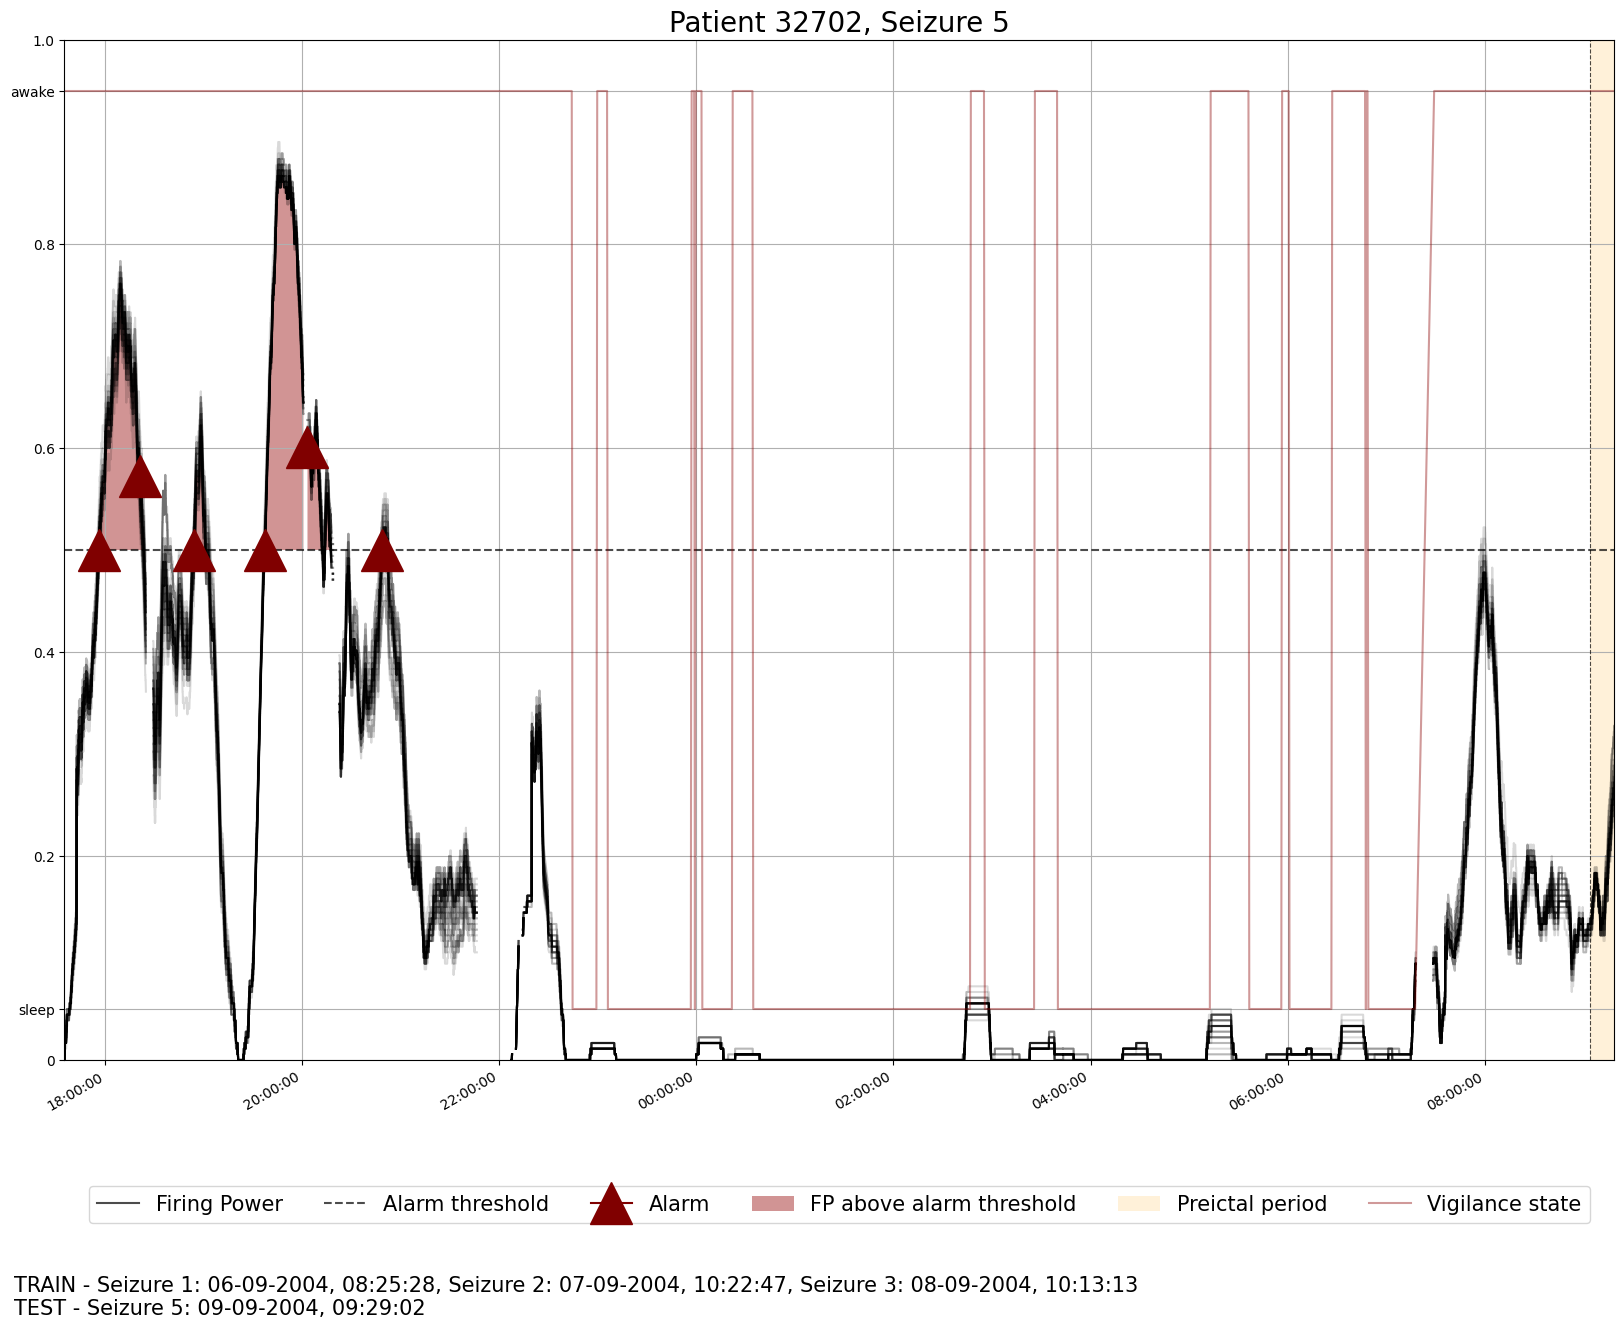 Patient 32702, Seizure 5
1.0
awake
0.8
0.6
0.4
0.2
sleep
0
18:00:00 20:00:00 22:00:00 00:00:00 02:00:00 04:00:00 06:00:00 08:00:00
Firing Power Alarm threshold Alarm FP above alarm threshold Preictal period Vigilance state
TRAIN - Seizure 1: 06-09-2004, 08:25:28, Seizure 2: 07-09-2004, 10:22:47, Seizure 3: 08-09-2004, 10:13:13
TEST - Seizure 5: 09-09-2004, 09:29:02